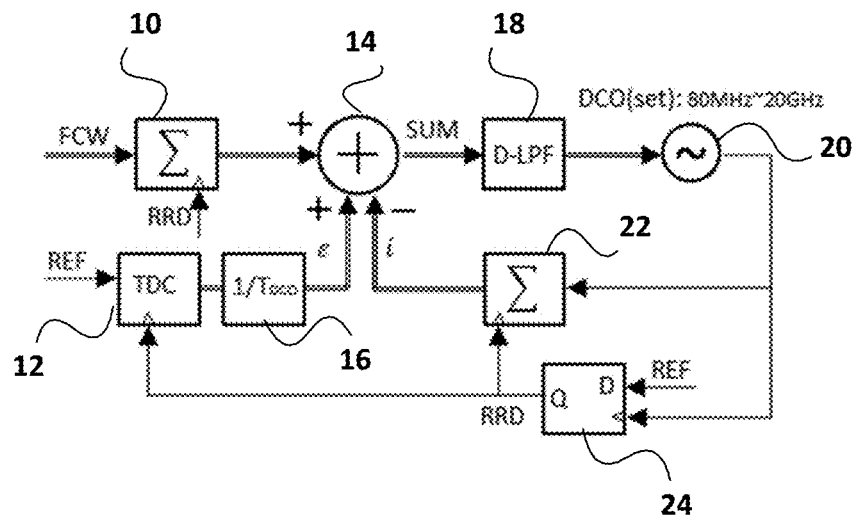 10
14
18
DCO(set): 80MHz~20GHz
FCW
Σ
+
+
SUM
D-LPF
~
20
RRD
+
−
22
REF
e
i
TDC
1/T_DCO
Σ
12
16
RRD
Q
D
REF
24